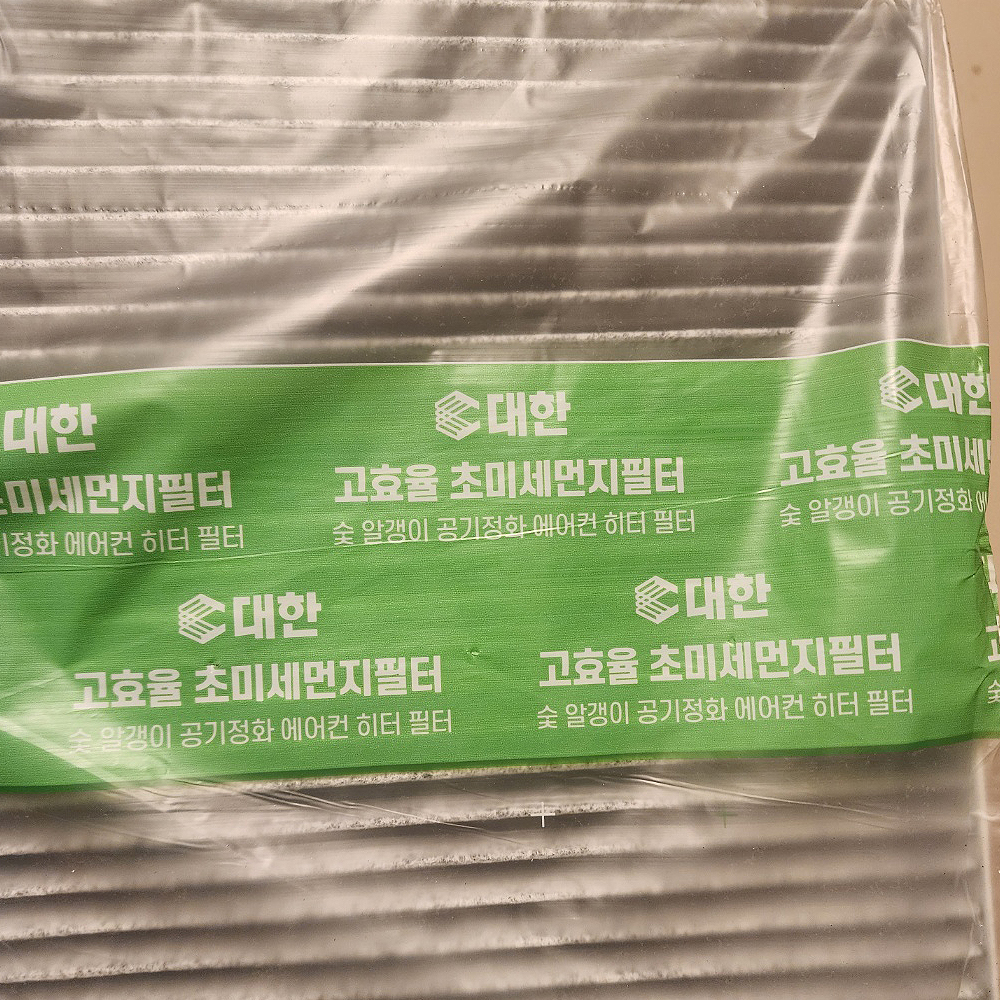 대한
대한
대한
초미세먼지필터
고효율 초미세먼지필터
고효율 초미세
기정화 에어컨 히터 필터
숯 알갱이 공기정화 에어컨 히터 필터
숯 알갱이 공기정화
대한
대한
고효율 초미세먼지필터
고효율 초미세먼지필터
숯 알갱이 공기정화 에어컨 히터 필터
숯 알갱이 공기정화 에어컨 히터 필터